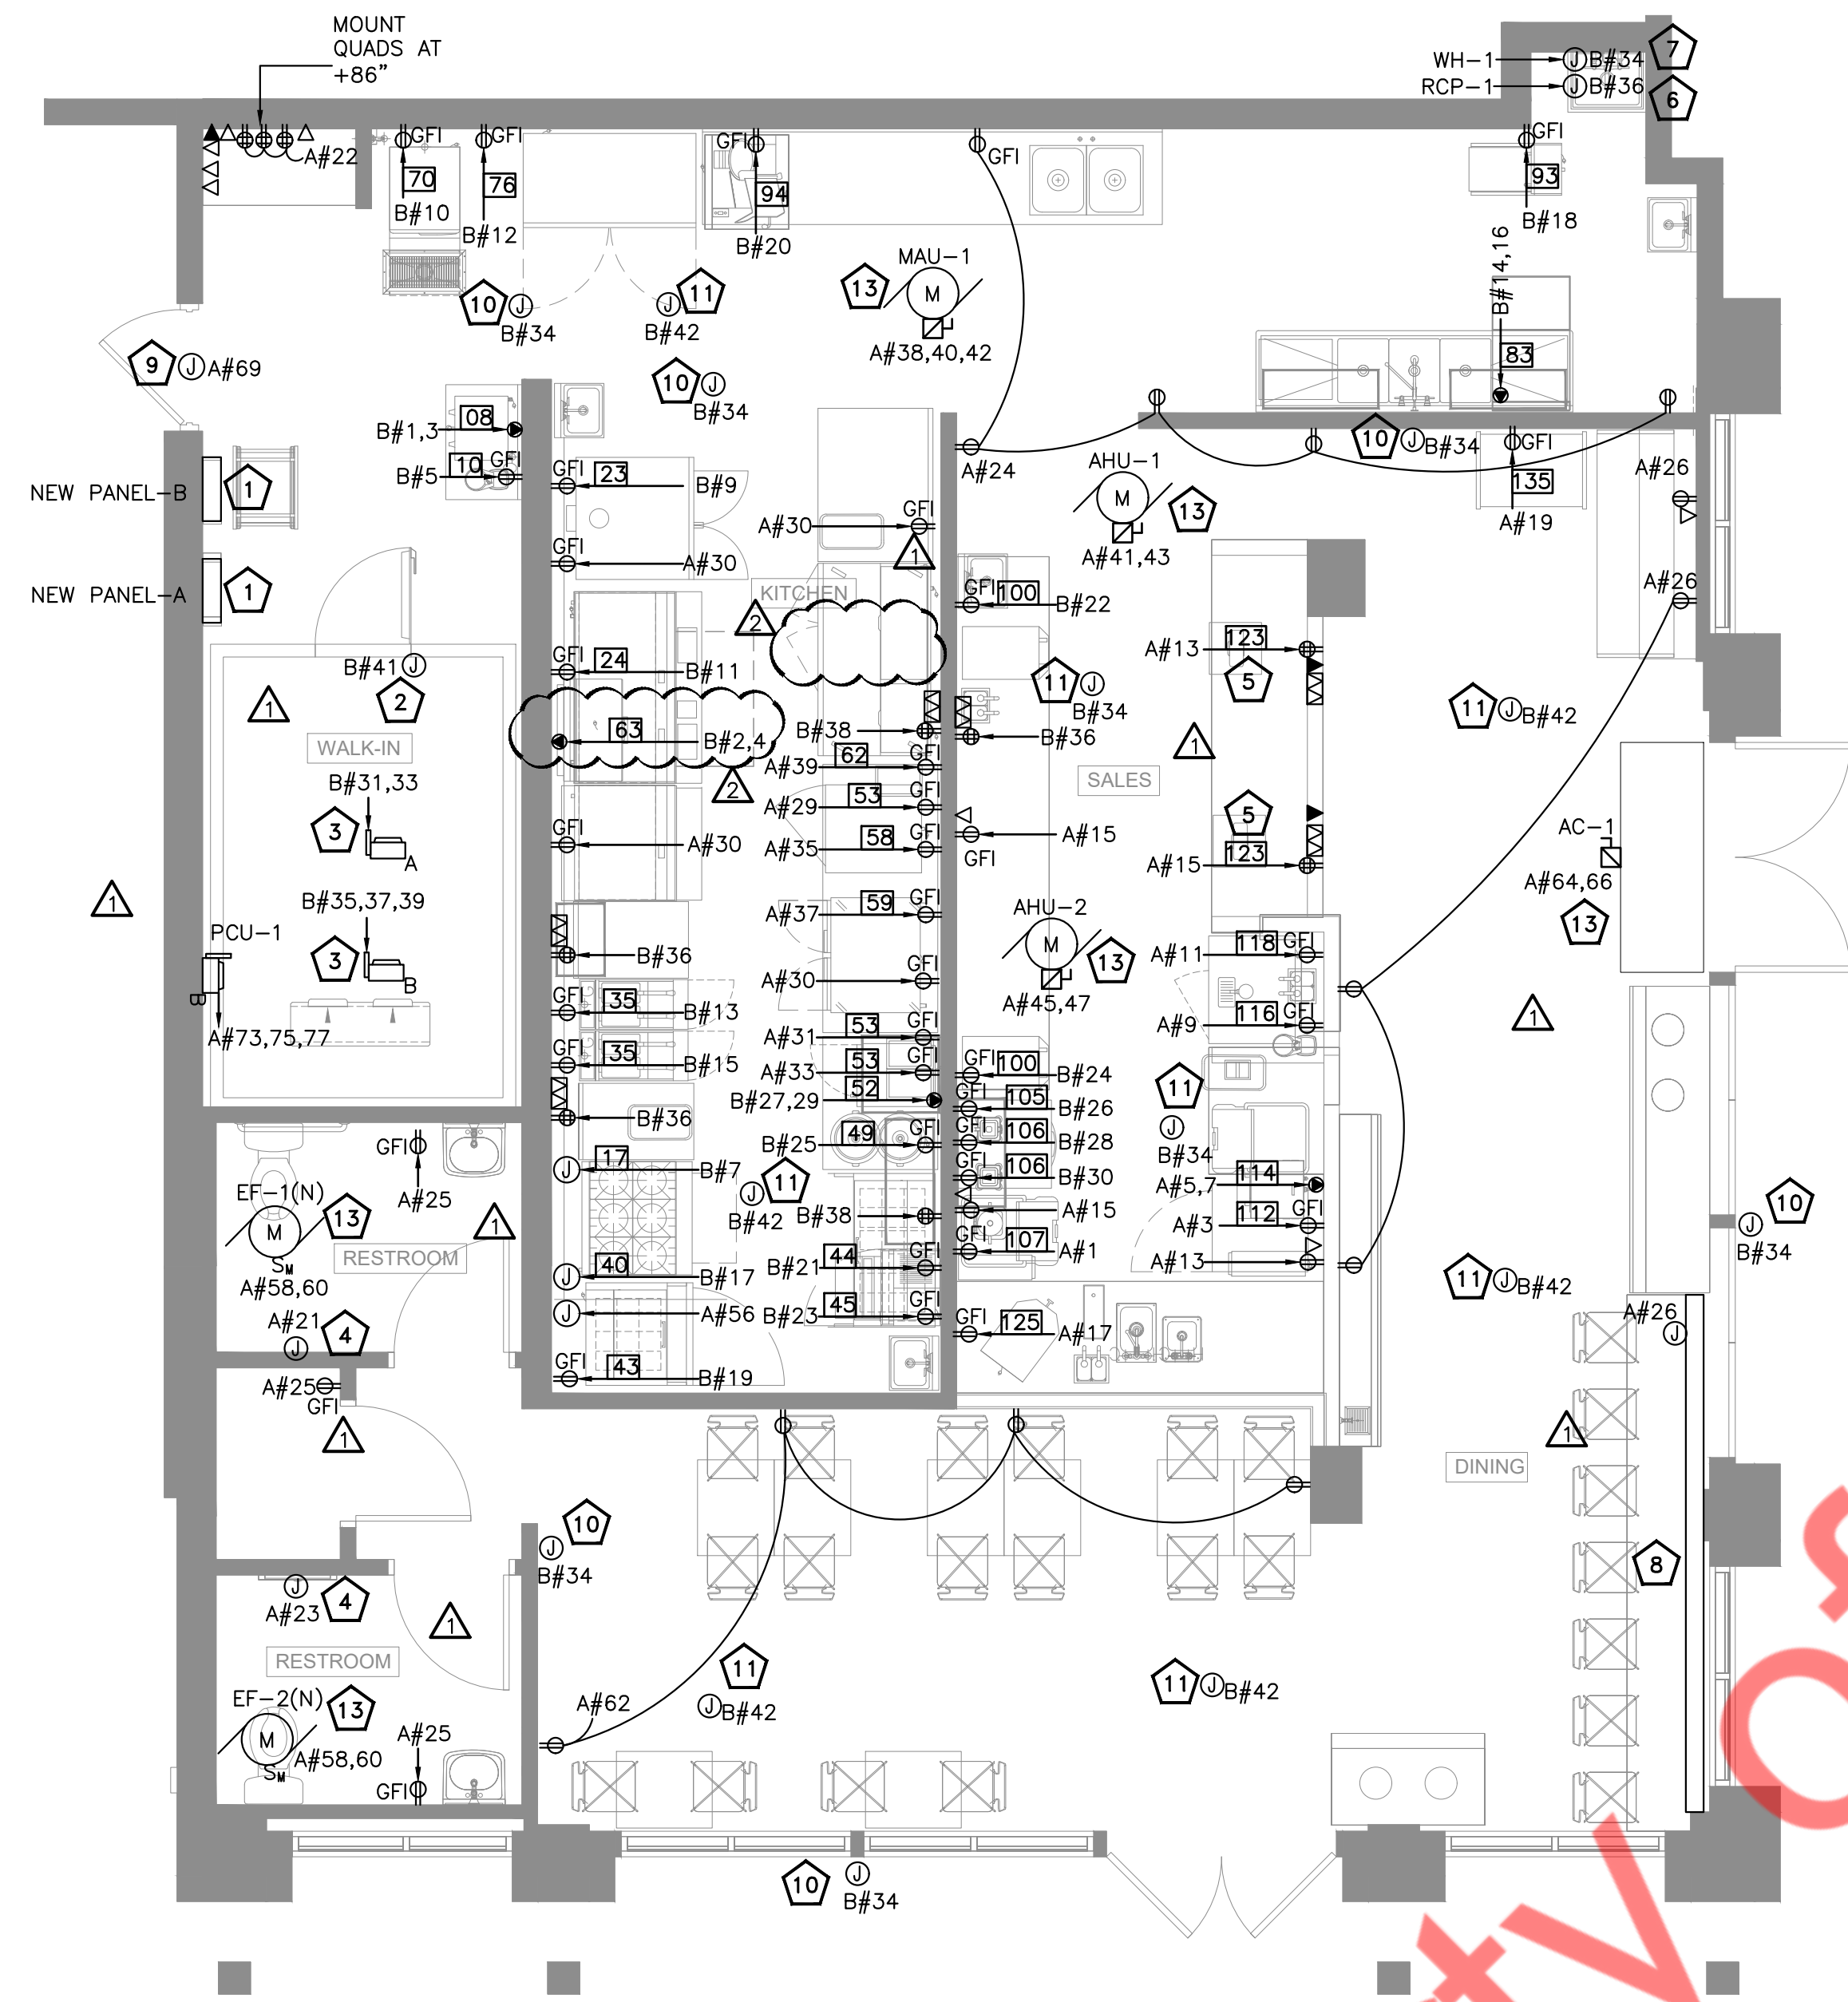 MOUNT
QUADS AT
+86"
WH-1
J B#34
7
RCP-1
J B#36
6
A#22
GFI
70
B#10
GFI
76
B#12
GFI
94
B#20
GFI
GFI
93
B#18
B#14,16
83
10
J
B#34
J
11
B#42
13
MAU-1
M
A#38,40,42
9
J A#69
10
J
B#34
B#1,3
08
B#5
10
GFI
NEW PANEL-B
1
NEW PANEL-A
1
GFI
23
B#9
GFI
A#30
A#30
GFI
1
KITCHEN
2
A#24
AHU-1
M
13
A#41,43
10
J B#34
GFI
135
A#19
A#26
A#26
GFI
100
B#22
A#13
123
5
B#41 J
2
1
WALK-IN
B#31,33
3
A
B#35,37,39
3
B
PCU-1
B
A#73,75,77
1
GFI
24
B#11
63
B#2,4
2
GFI
A#30
B#36
GFI
35
B#13
GFI
35
B#15
B#36
17
J
B#7
40
J
B#17
J
A#56
GFI
43
B#19
B#38
A#39
62
GFI
A#29
53
GFI
A#35
58
GFI
A#37
59
GFI
A#30
GFI
A#31
53
GFI
A#33
53
GFI
B#27,29
52
B#25
49
GFI
11
J
B#42
B#38
B#21
44
GFI
B#23
45
GFI
11
J
B#34
B#36
SALES
1
A#15
GFI
5
A#15
123
AHU-2
M
13
A#45,47
A#11
118
GFI
A#9
116
GFI
GFI
100
B#24
GFI
105
B#26
GFI
106
B#28
GFI
106
B#30
A#15
GFI
107
A#1
GFI
125
A#17
11
J
B#34
A#5,7
114
A#3
112
GFI
A#13
11
J B#42
AC-1
A#64,66
13
1
10
J
B#34
11
J B#42
A#26
J
1
DINING
8
GFI
A#25
EF-1(N)
13
M
SM
A#58,60
RESTROOM
1
A#21
J
4
A#25
GFI
1
J
A#23
4
1
RESTROOM
EF-2(N)
13
M
SM
A#58,60
A#25
GFI
10
J
B#34
A#62
11
J B#42
11
J B#42
10
J
B#34
of